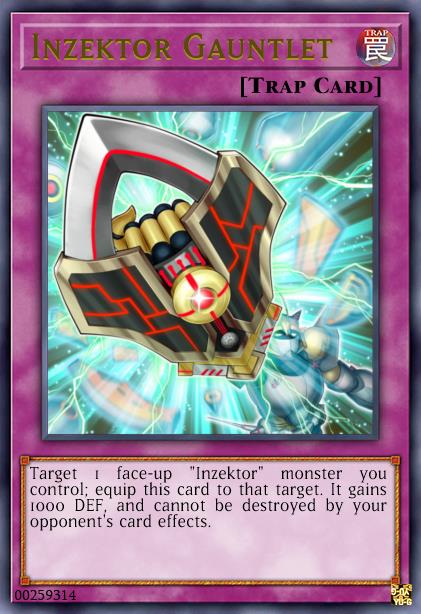 Inzektor Gauntlet
TRAP
罠
[Trap Card]
Target 1 face-up "Inzektor" monster you
control; equip this card to that target. It gains
1000 DEF, and cannot be destroyed by your
opponent's card effects.
00259314